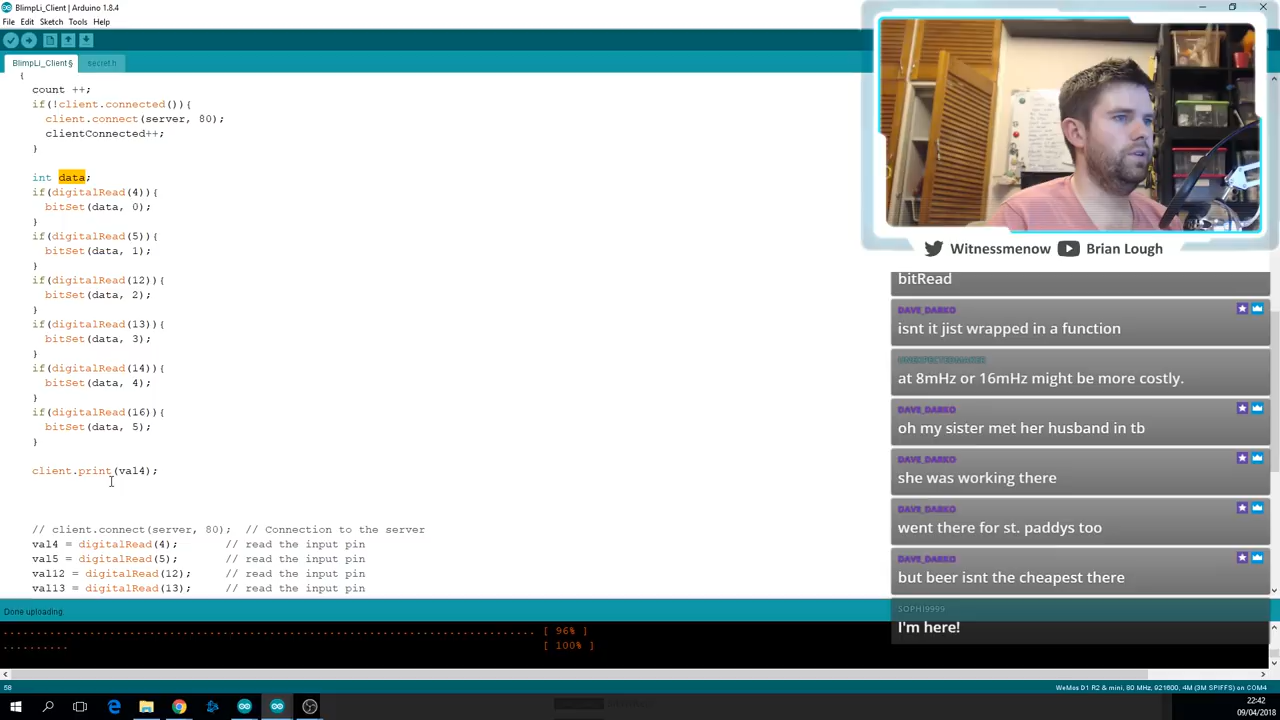 BlimpLi_Client | Arduino 1.8.4
File Edit Sketch Tools Help
BlimpLi_Client§ secret.h
{
count ++;
if(!client.connected()){
client.connect(server, 80);
clientConnected++;
}
int data;
if(digitalRead(4)){
bitSet(data, 0);
}
if(digitalRead(5)){
bitSet(data, 1);
}
if(digitalRead(12)){
bitSet(data, 2);
}
if(digitalRead(13)){
bitSet(data, 3);
}
if(digitalRead(14)){
bitSet(data, 4);
}
if(digitalRead(16)){
bitSet(data, 5);
}
client.print(val4);
// client.connect(server, 80); // Connection to the server
val4 = digitalRead(4); // read the input pin
val5 = digitalRead(5); // read the input pin
val12 = digitalRead(12); // read the input pin
val13 = digitalRead(13); // read the input pin
Witnessmenow Brian Lough
bitRead
DAVE_DARKO
isnt it jist wrapped in a function
UNEXPECTEDMAKER
at 8mHz or 16mHz might be more costly.
DAVE_DARKO
oh my sister met her husband in tb
DAVE_DARKO
she was working there
DAVE_DARKO
went there for st. paddys too
DAVE_DARKO
but beer isnt the cheapest there
SOPHI9999
I'm here!
Done uploading.
...................................................................................... [ 96% ]
.......... [ 100% ]
58
WeMos D1 R2 & mini, 80 MHz, 921600, 4M (3M SPIFFS) on COM4
22:42
09/04/2018